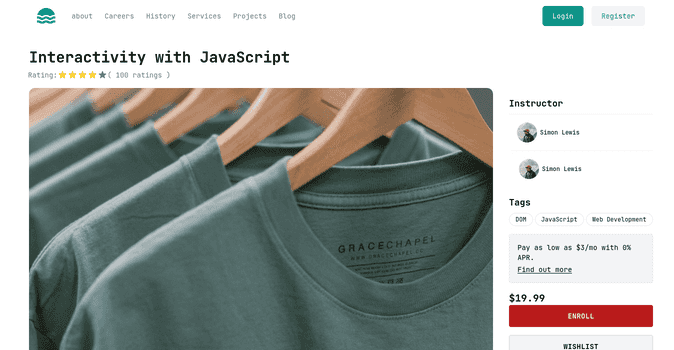 about Careers History Services Projects Blog Login Register
Interactivity with JavaScript
Rating: ( 100 ratings )
Instructor
Simon Lewis
Simon Lewis
Tags
DOM JavaScript Web Development
Pay as low as $3/mo with 0%
APR.
Find out more
$19.99
ENROLL
WISHLIST
GRACECHAPEL